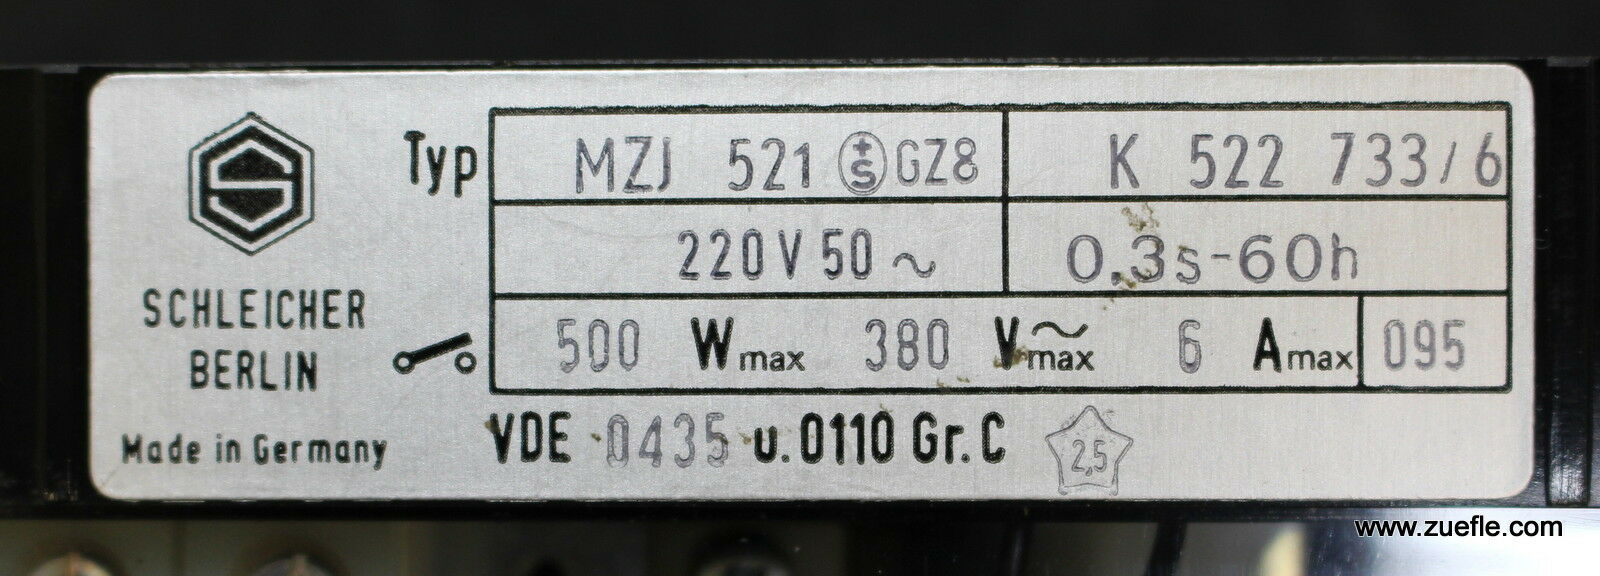 Typ MZJ 521 ±S GZ8 K 522 733/6
220V 50 ~ 0.3s-60h
SCHLEICHER
BERLIN
500 Wmax 380 V~max 6 Amax 095
Made in Germany
VDE 0435 u. 0110 Gr. C 2,5
www.zuefle.com